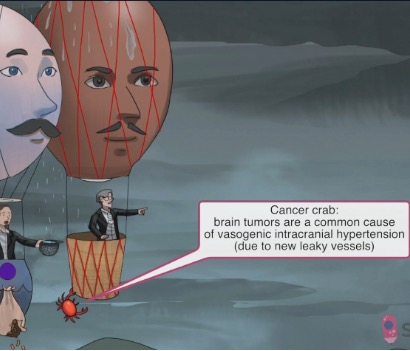 Cancer crab:
brain tumors are a common cause
of vasogenic intracranial hypertension
(due to new leaky vessels)